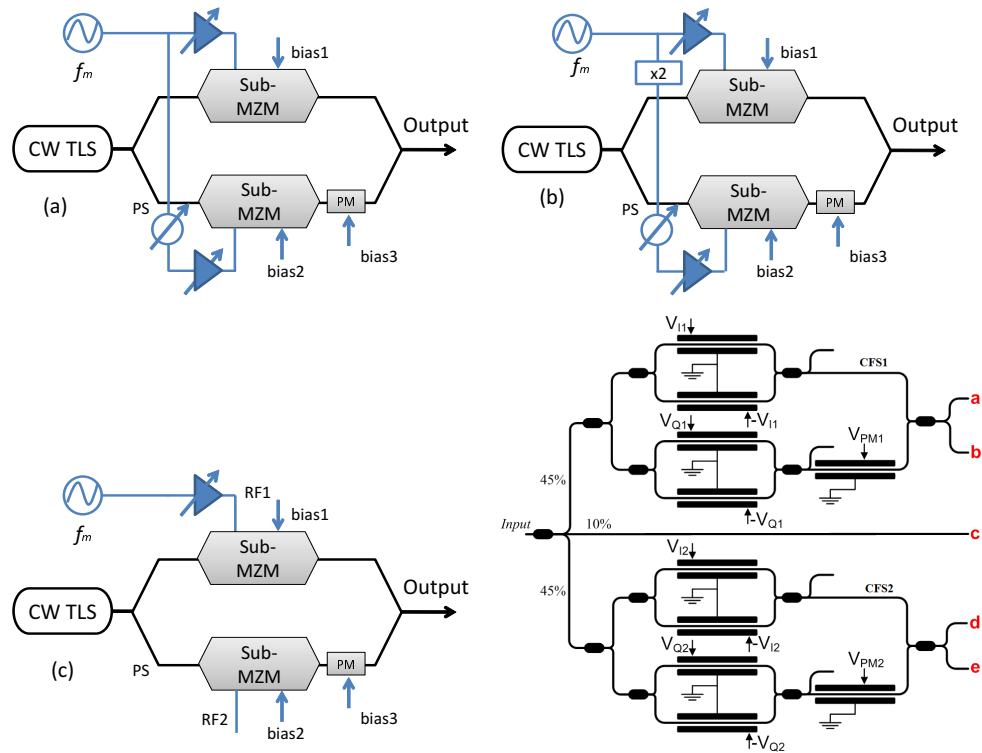 fm
bias1
Sub-
MZM
Output
CW TLS
(a)
PS
Sub-
MZM
PM
bias2
bias3
fm
x2
bias1
Sub-
MZM
Output
CW TLS
(b)
PS
Sub-
MZM
PM
bias2
bias3
fm
RF1
bias1
Sub-
MZM
Output
CW TLS
(c)
PS
Sub-
MZM
PM
RF2
bias2
bias3
VI1
CFS1
-VI1
a
VQ1
VPM1
b
45%
-VQ1
Input
10%
c
VI2
45%
CFS2
-VI2
d
VQ2
VPM2
e
-VQ2